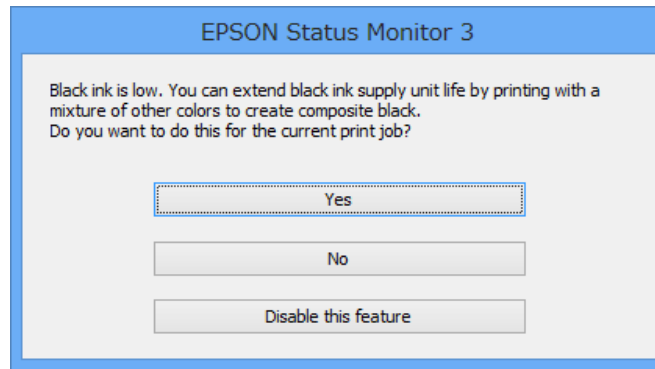 EPSON Status Monitor 3
Black ink is low. You can extend black ink supply unit life by printing with a
mixture of other colors to create composite black.
Do you want to do this for the current print job?
Yes
No
Disable this feature